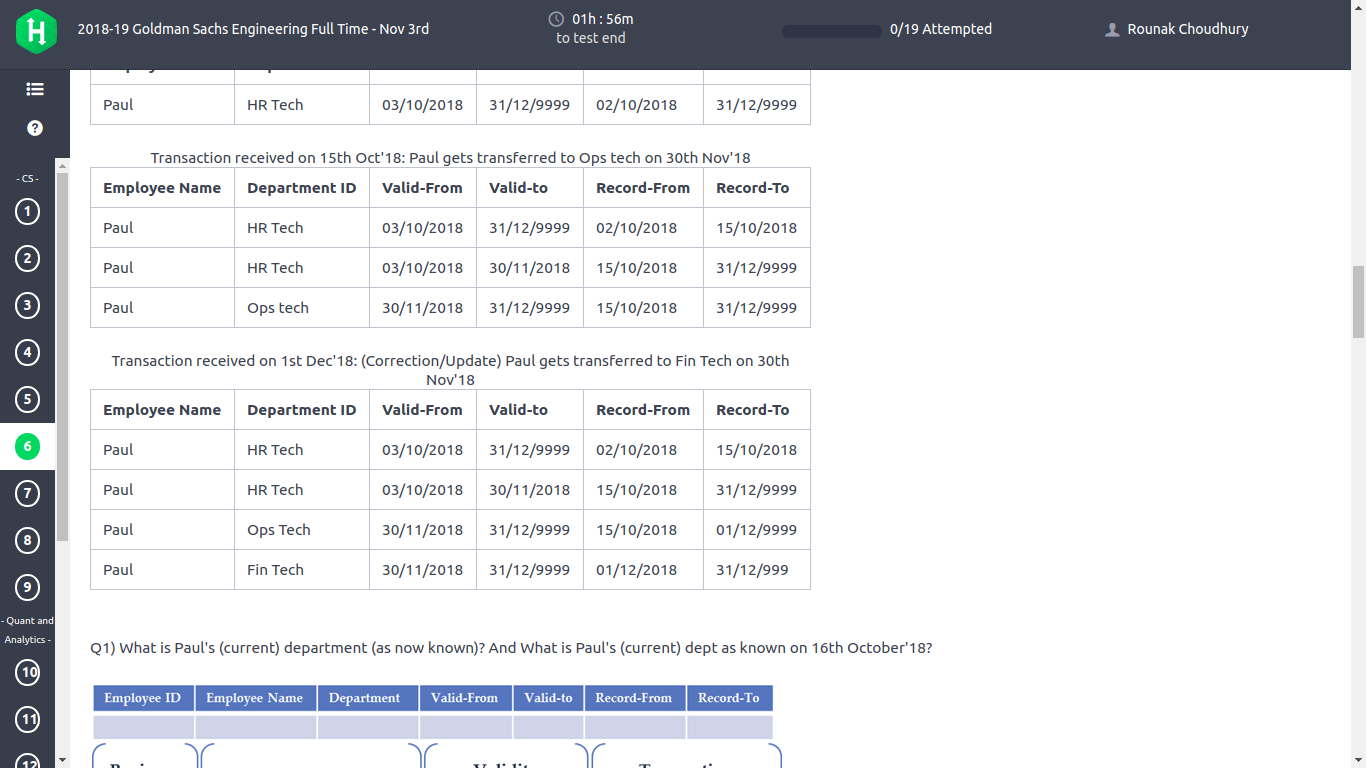 2018-19 Goldman Sachs Engineering Full Time - Nov 3rd
01h : 56m
to test end
0/19 Attempted
Rounak Choudhury
- CS -
1
2
3
4
5
6
7
8
9
- Quant and
Analytics -
10
11
12
Paul HR Tech 03/10/2018 31/12/9999 02/10/2018 31/12/9999
Transaction received on 15th Oct'18: Paul gets transferred to Ops tech on 30th Nov'18
Employee Name Department ID Valid-From Valid-to Record-From Record-To
Paul HR Tech 03/10/2018 31/12/9999 02/10/2018 15/10/2018
Paul HR Tech 03/10/2018 30/11/2018 15/10/2018 31/12/9999
Paul Ops tech 30/11/2018 31/12/9999 15/10/2018 31/12/9999
Transaction received on 1st Dec'18: (Correction/Update) Paul gets transferred to Fin Tech on 30th
Nov'18
Employee Name Department ID Valid-From Valid-to Record-From Record-To
Paul HR Tech 03/10/2018 31/12/9999 02/10/2018 15/10/2018
Paul HR Tech 03/10/2018 30/11/2018 15/10/2018 31/12/9999
Paul Ops Tech 30/11/2018 31/12/9999 15/10/2018 01/12/9999
Paul Fin Tech 30/11/2018 31/12/9999 01/12/2018 31/12/999
Q1) What is Paul's (current) department (as now known)? And What is Paul's (current) dept as known on 16th October'18?
Employee ID Employee Name Department Valid-From Valid-to Record-From Record-To